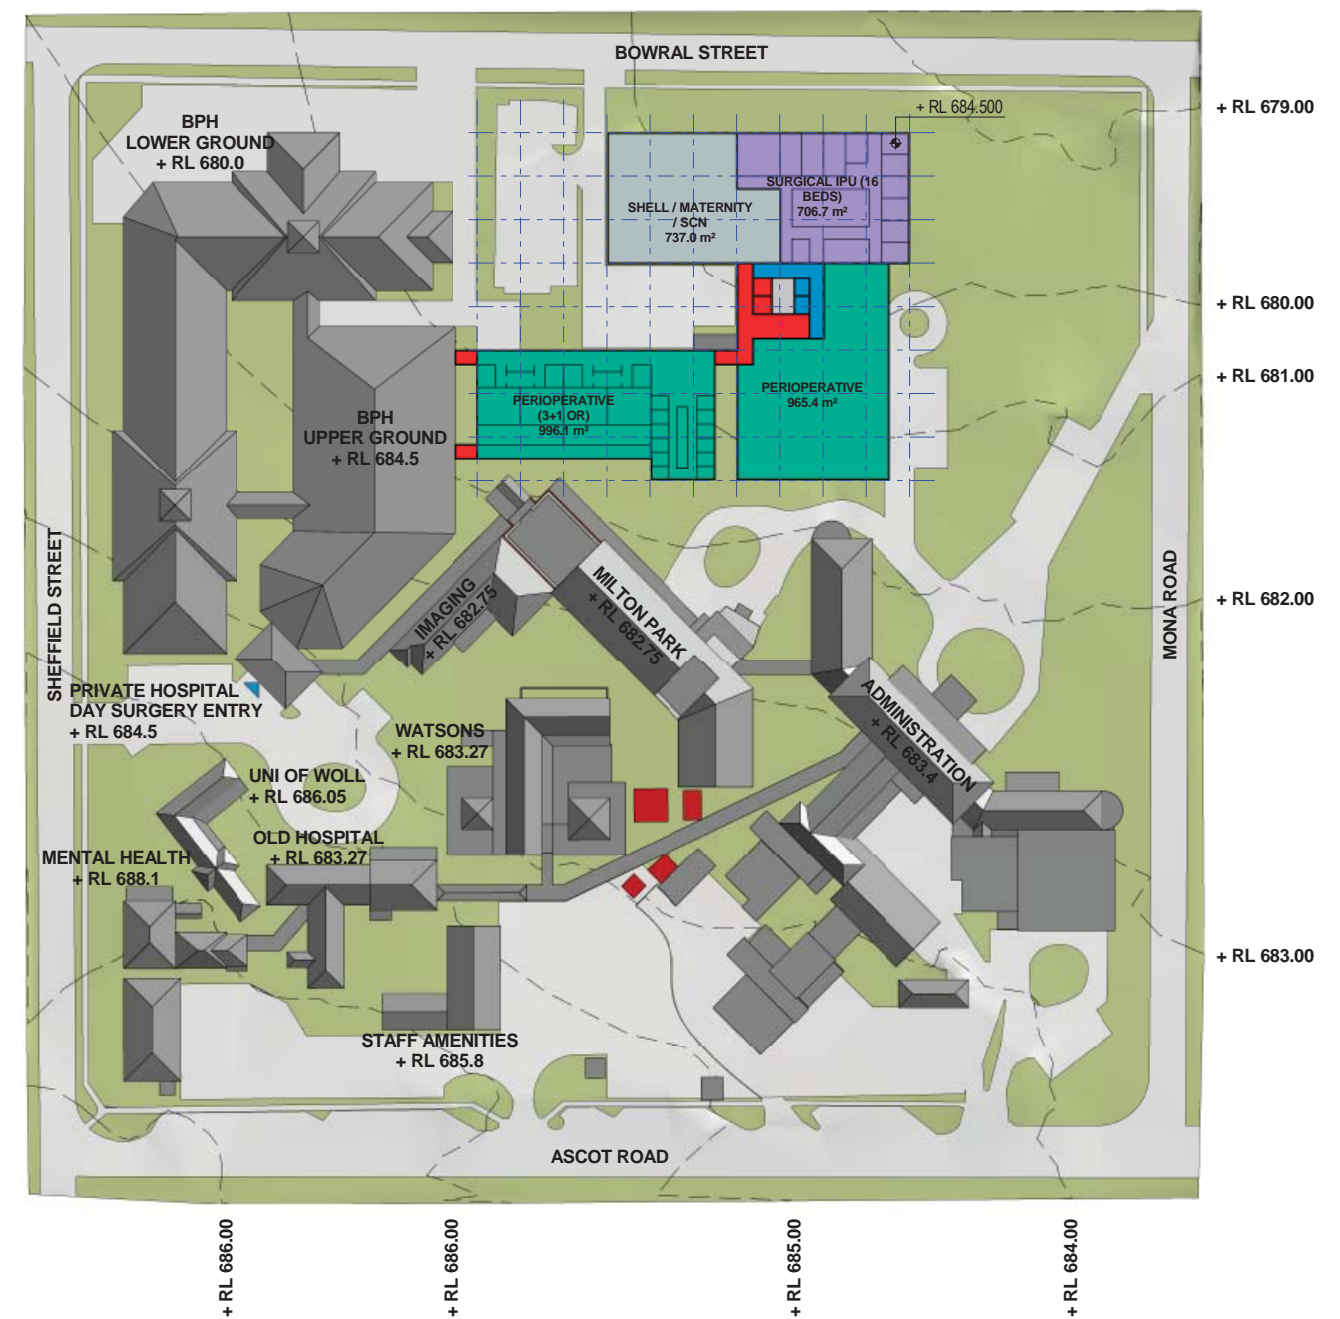 BOWRAL STREET
+ RL 684.500
+ RL 679.00
BPH
LOWER GROUND
+ RL 680.0
SURGICAL IPU (16
BEDS)
706.7 m²
SHELL / MATERNITY
/ SCN
737.0 m²
+ RL 680.00
+ RL 681.00
PERIOPERATIVE
965.4 m²
PERIOPERATIVE
(3+1 OR)
996.1 m²
BPH
UPPER GROUND
+ RL 684.5
SHEFFIELD STREET
MONA ROAD
IMAGING
+ RL 682.75
MILTON PARK
+ RL 682.75
+ RL 682.00
PRIVATE HOSPITAL
DAY SURGERY ENTRY
+ RL 684.5
ADMINISTRATION
+ RL 683.4
WATSONS
+ RL 683.27
UNI OF WOLL
+ RL 686.05
OLD HOSPITAL
+ RL 683.27
MENTAL HEALTH
+ RL 688.1
+ RL 683.00
STAFF AMENITIES
+ RL 685.8
ASCOT ROAD
+ RL 686.00
+ RL 686.00
+ RL 685.00
+ RL 684.00